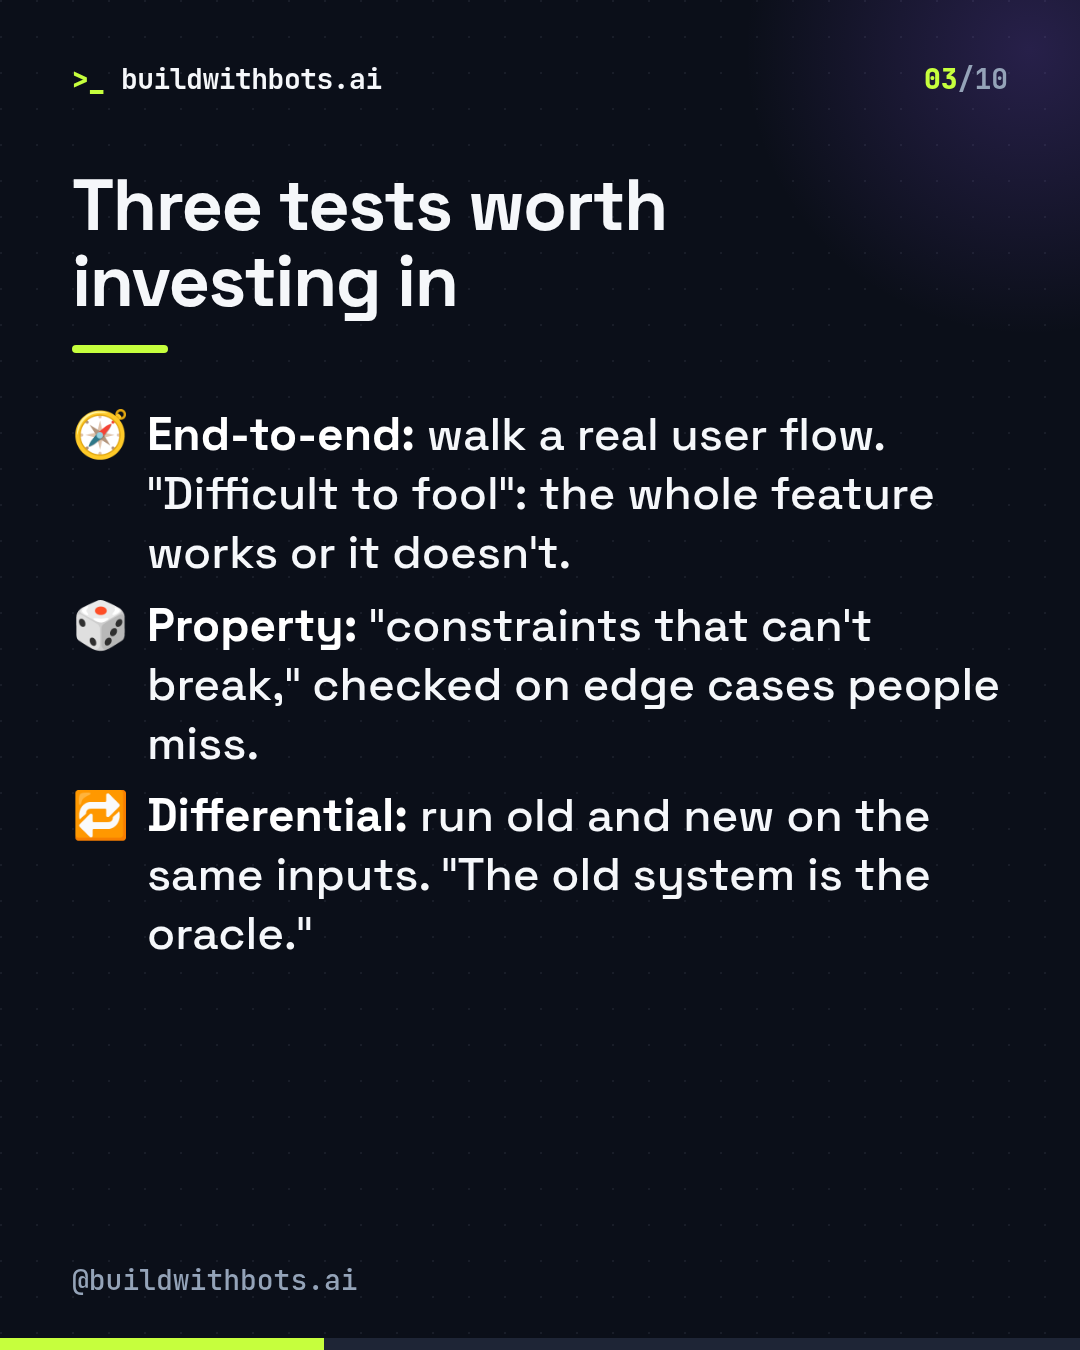 >_ buildwithbots.ai
03/10
Three tests worth
investing in
End-to-end: walk a real user flow.
"Difficult to fool": the whole feature
works or it doesn't.
Property: "constraints that can't
break," checked on edge cases people
miss.
Differential: run old and new on the
same inputs. "The old system is the
oracle."
@buildwithbots.ai